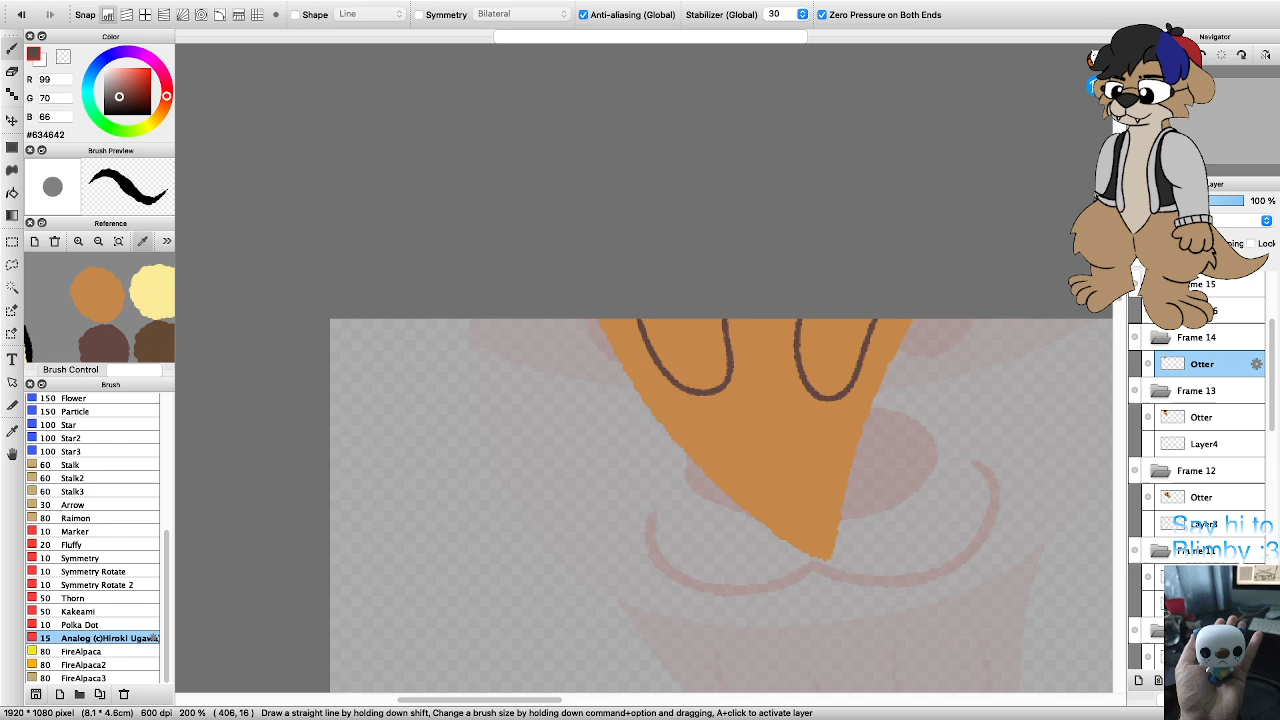 Snap Shape Line Symmetry Bilateral Anti-aliasing (Global) Stabilizer (Global) 30 Zero Pressure on Both Ends
Color
Navigator
R 99
G 70
B 66
#634642
Brush Preview
Reference
Brush Control
Brush
150 Flower
150 Particle
100 Star
100 Star2
100 Star3
60 Stalk
60 Stalk2
60 Stalk3
30 Arrow
80 Raimon
10 Marker
20 Fluffy
10 Symmetry
10 Symmetry Rotate
10 Symmetry Rotate 2
50 Thorn
50 Kakeami
10 Polka Dot
15 Analog (c)Hiroki Ugawa
80 FireAlpaca
80 FireAlpaca2
80 FireAlpaca3
Layer
100 %
Lock
Frame 14
Otter
Frame 13
Otter
Layer4
Frame 12
Otter
Layer3
Say hi to
Blimby :3
Frame 11
1920 * 1080 pixel (8.1 * 4.6cm) 600 dpi 200 % ( 406, 16 ) Draw a straight line by holding down shift, Change a brush size by holding down command+option and dragging, A+click to activate layer